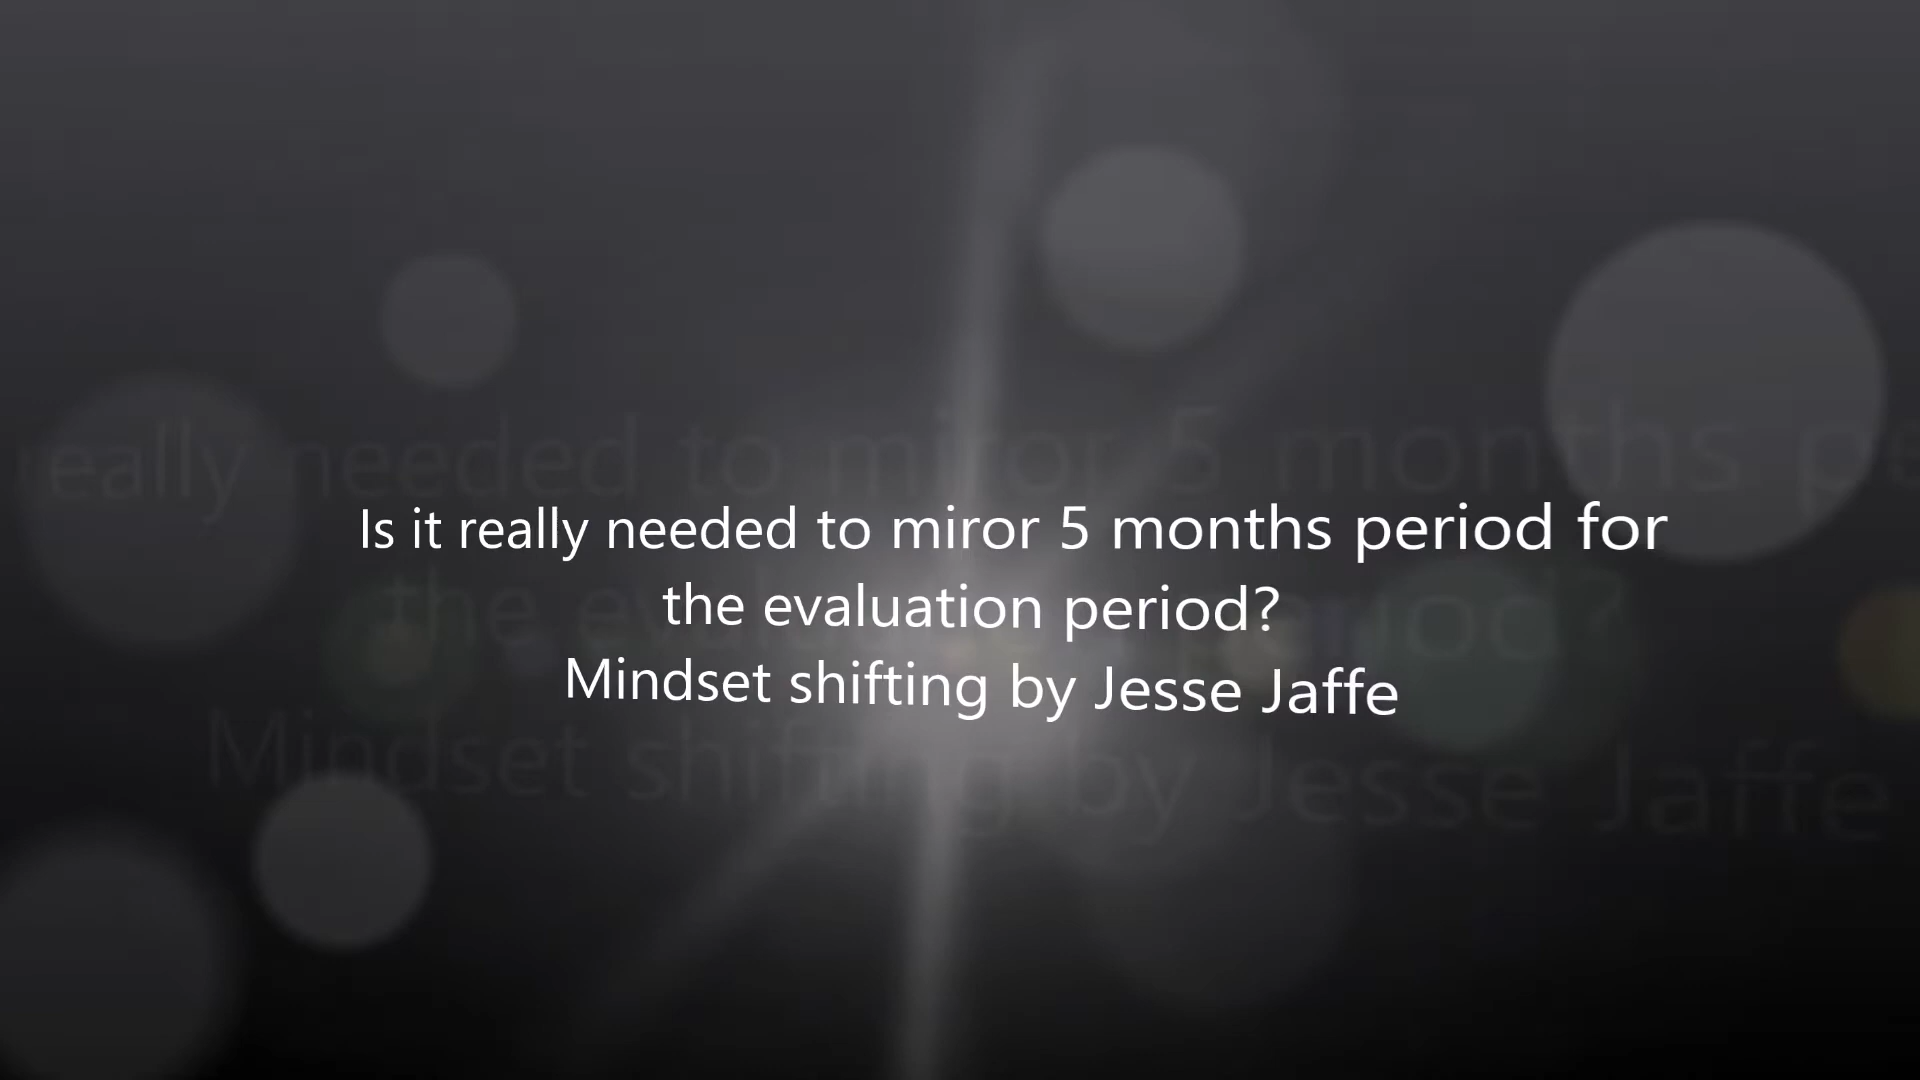 Is it really needed to miror 5 months period for
the evaluation period?
Mindset shifting by Jesse Jaffe